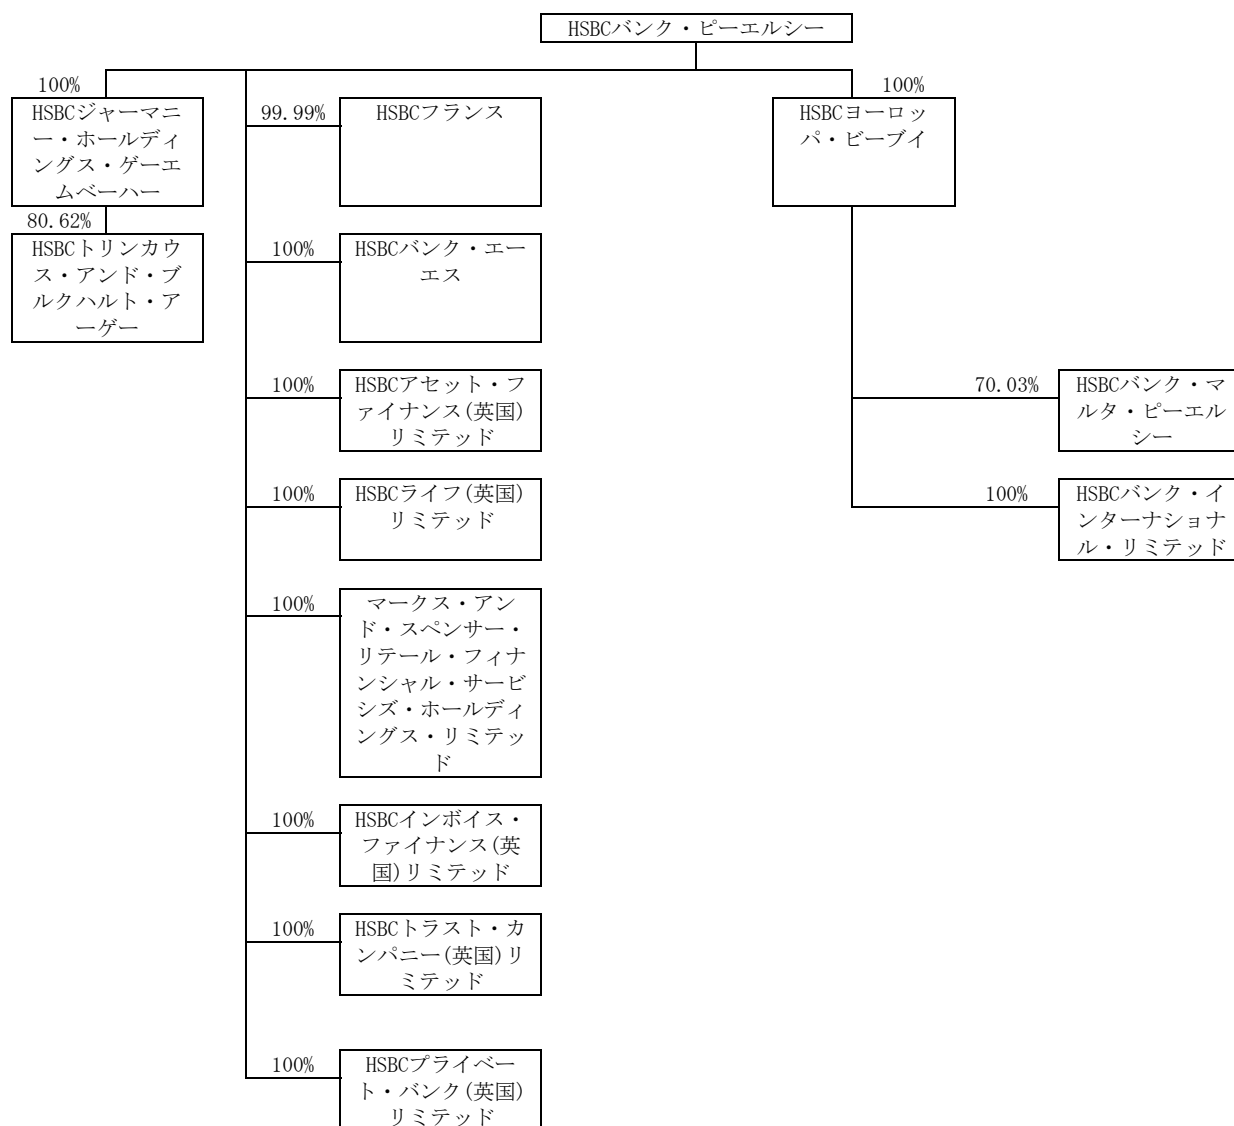 HSBCバンク・ピーエルシー
100%
HSBCジャーマニ
ー・ホールディ
ングス・ゲーエ
ムベーハー
80.62%
HSBCトリンカウ
ス・アンド・ブ
ルクハルト・ア
ーゲー
99.99%
HSBCフランス
100%
HSBCバンク・エー
エス
100%
HSBCアセット・フ
ァイナンス(英国)
リミテッド
100%
HSBCライフ(英国)
リミテッド
100%
マークス・アン
ド・スペンサー・
リテール・フィナ
ンシャル・サービ
シズ・ホールディ
ングス・リミテッ
ド
100%
HSBCインボイス・
ファイナンス(英
国)リミテッド
100%
HSBCトラスト・カ
ンパニー(英国)リ
ミテッド
100%
HSBCプライベー
ト・バンク(英国)
リミテッド
100%
HSBCヨーロッ
パ・ビーブイ
70.03%
HSBCバンク・マ
ルタ・ピーエル
シー
100%
HSBCバンク・イ
ンターナショナ
ル・リミテッド